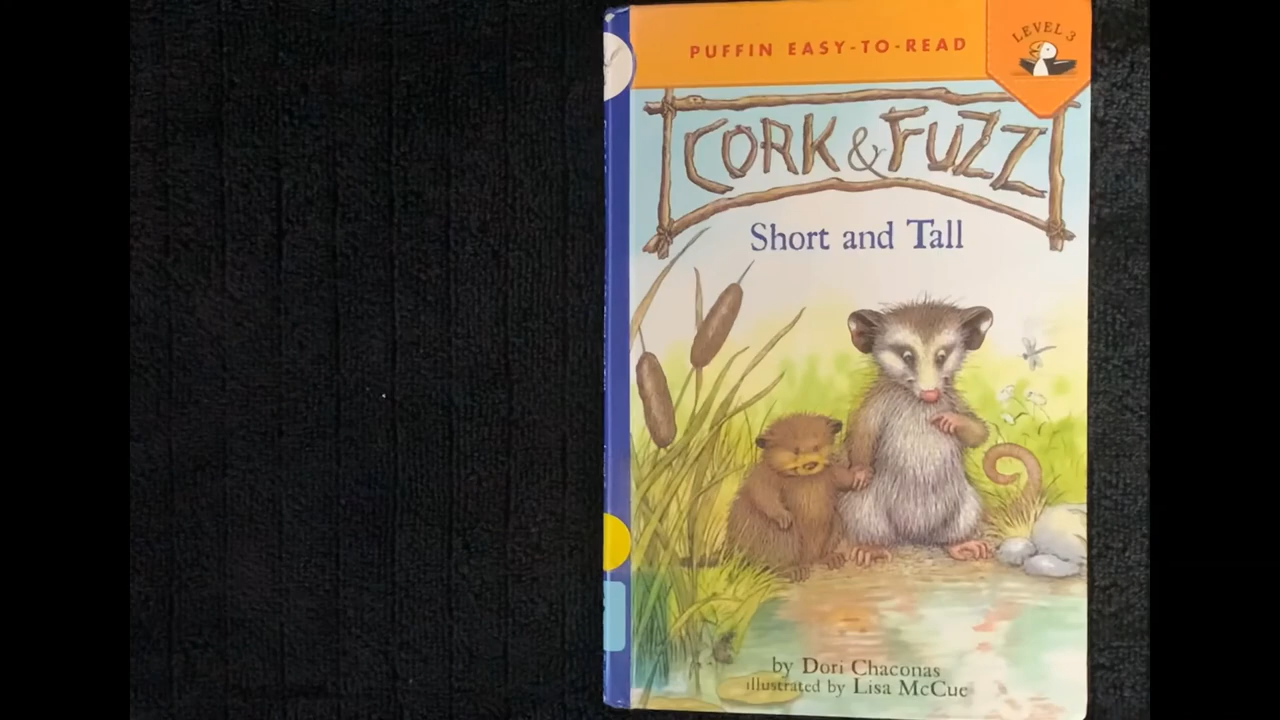 PUFFIN EASY-TO-READ
LEVEL 3
CORK & FUZZ
Short and Tall
by Dori Chaconas
illustrated by Lisa McCue